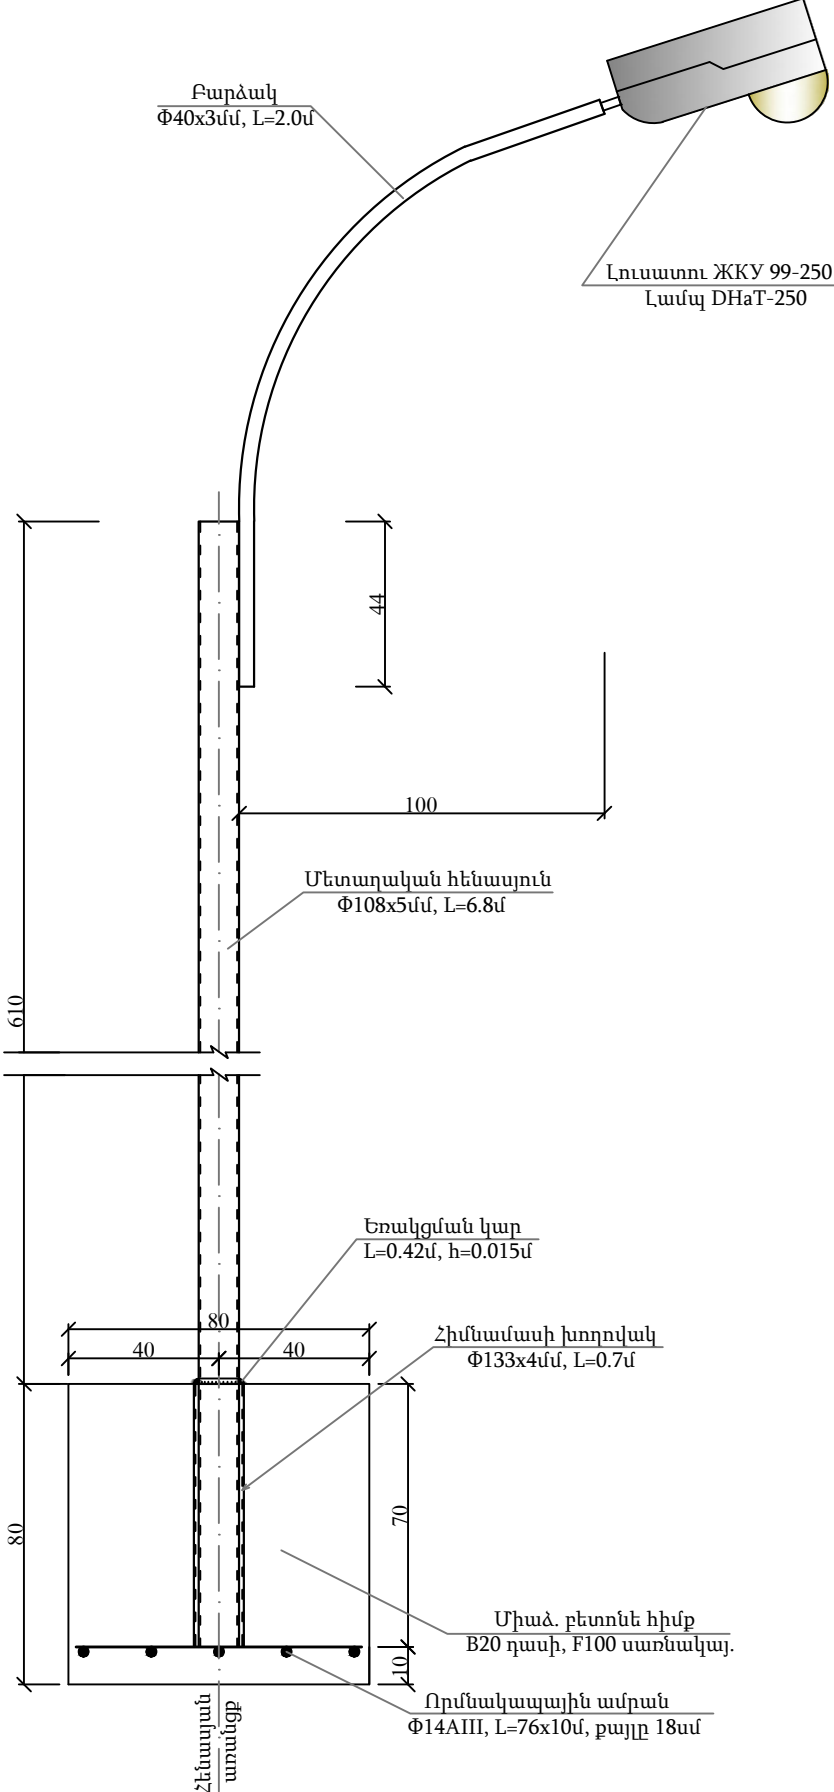 Բարձակ
Φ40x3մմ, L=2.0մ
Լուսատու ЖКУ 99-250
Լամպ DHaT-250
44
100
Մետաղական հենասյուն
Φ108x5մմ, L=6.8մ
610
Եռակցման կար
L=0.42մ, h=0.015մ
80
40
40
Հիմնամասի խողովակ
Φ133x4մմ, L=0.7մ
80
70
Միաձ. բետոնե հիմք
B20 դասի, F100 սառնակայ.
10
Որմնակապային ամրան
Φ14AIII, L=76x10մ, քայլը 18սմ
Հենասյան
առանցք